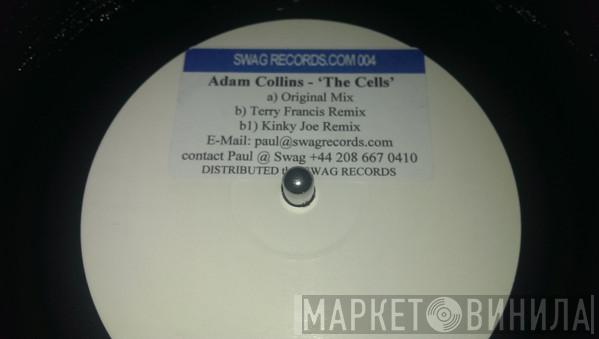 SWAG RECORDS.COM 004
Adam Collins - 'The Cells'
a) Original Mix
b) Terry Francis Remix
b1) Kinky Joe Remix
E-Mail: paul@swagrecords.com
contact Paul @ Swag +44 208 667 0410
DISTRIBUTED SWAG RECORDS
МАРКЕТ ВИНИЛА